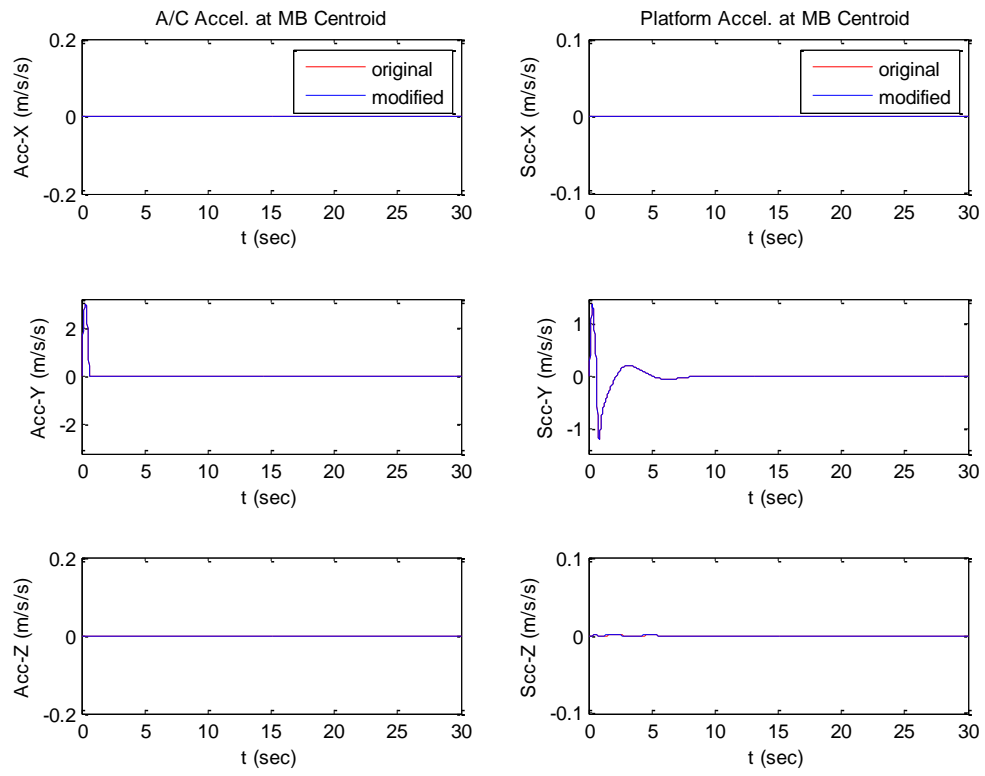 A/C Accel. at MB Centroid
0.2
0
-0.2
Acc-X (m/s/s)
original
modified
0 5 10 15 20 25 30
t (sec)
Platform Accel. at MB Centroid
0.1
0
-0.1
Scc-X (m/s/s)
original
modified
0 5 10 15 20 25 30
t (sec)
2
0
-2
Acc-Y (m/s/s)
0 5 10 15 20 25 30
t (sec)
1
0
-1
Scc-Y (m/s/s)
0 5 10 15 20 25 30
t (sec)
0.2
0
-0.2
Acc-Z (m/s/s)
0 5 10 15 20 25 30
t (sec)
0.1
0
-0.1
Scc-Z (m/s/s)
0 5 10 15 20 25 30
t (sec)